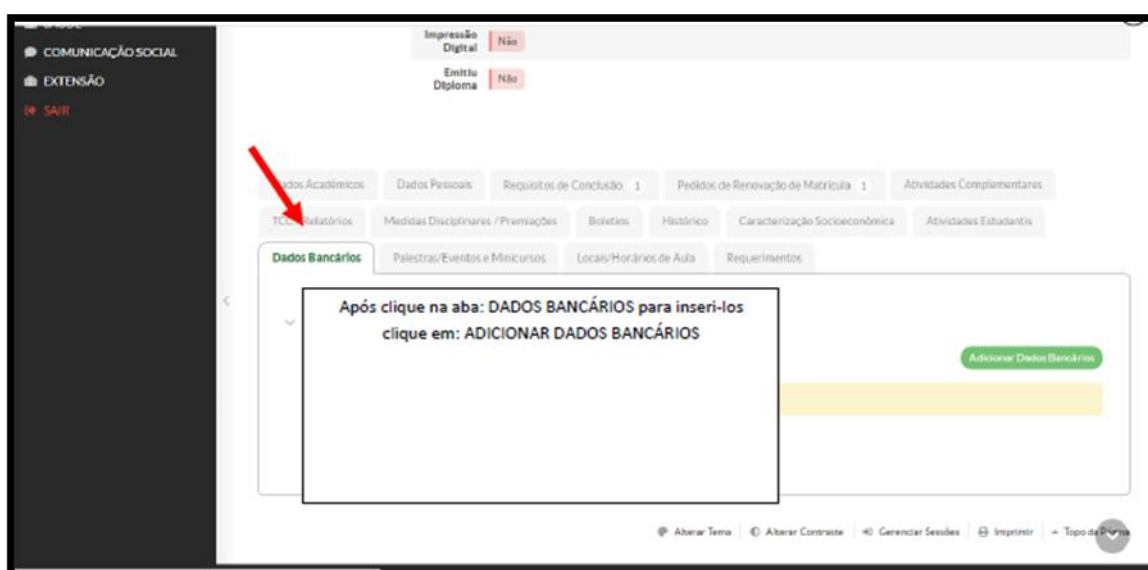 COMUNICAÇÃO SOCIAL
EXTENSÃO
SAIR
Impressão
Digital
Não
Emitiu
Diploma
Não
Dados Acadêmicos Dados Pessoais Requisitos de Conclusão 1 Pedidos de Renovação de Matrícula 1 Atividades Complementares
Relatórios Medidas Disciplinares / Premiações Boletins Histórico Caracterização Socioeconômica Atividades Estudantis
Dados Bancários Palestras/Eventos e Minicursos Locais/Horários de Aula Requerimentos
Após clique na aba: DADOS BANCÁRIOS para inseri-los
clique em: ADICIONAR DADOS BANCÁRIOS
Adicionar Dados Bancários
Alterar Tema Alterar Contraste Gerenciar Sessões Imprimir Topo da Página